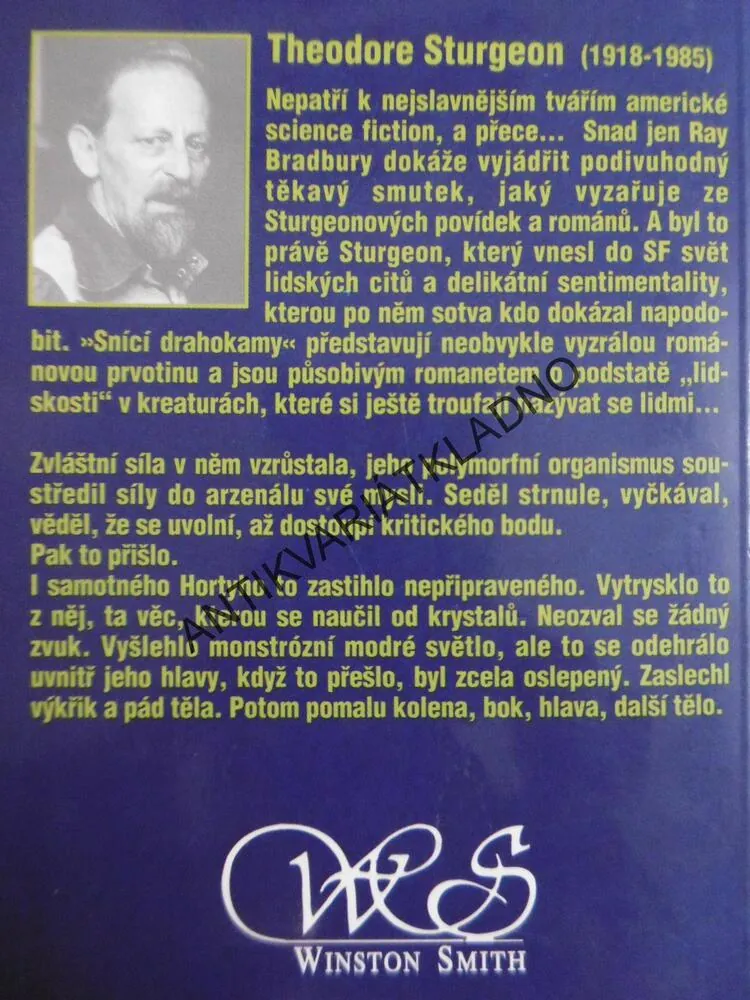 Theodore Sturgeon (1918-1985)
Nepatří k nejslavnějším tvářím americké
science fiction, a přece... Snad jen Ray
Bradbury dokáže vyjádřit podivuhodný
těkavý smutek, jaký vyzařuje ze
Sturgeonových povídek a románů. A byl to
právě Sturgeon, který vnesl do SF svět
lidských citů a delikátní sentimentality,
kterou po něm sotva kdo dokázal napodo-
bit. »Snící drahokamy« představují neobvykle vyzrálou romá-
novou prvotinu a jsou působivým romanetem o podstatě „lid-
skosti“ v kreaturách, které si ještě troufají nazývat se lidmi...
Zvláštní síla v něm vzrůstala, jeho polymorfní organismus sou-
středil síly do arzenálu své mysli. Seděl strnule, vyčkával,
věděl, že se uvolní, až dostoupí kritického bodu.
Pak to přišlo.
I samotného Hortyho to zastihlo nepřipraveného. Vytrysklo to
z něj, ta věc, kterou se naučil od krystalů. Neozval se žádný
zvuk. Vyšlehlo monstrózní modré světlo, ale to se odehrálo
uvnitř jeho hlavy, když to přešlo, byl zcela oslepený. Zaslechl
výkřik a pád těla. Potom pomalu kolena, bok, hlava, další tělo.
ANTIKVARIÁTKLADNO
WS
WINSTON SMITH